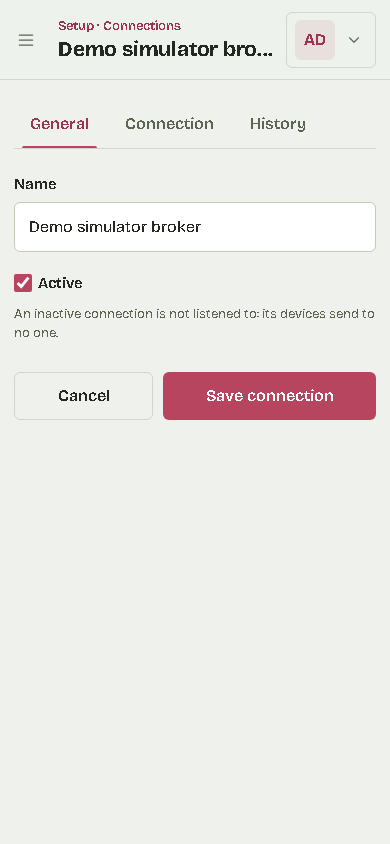 Setup · Connections
Demo simulator bro...
AD
General
Connection
History
Name
Demo simulator broker
Active
An inactive connection is not listened to: its devices send to
no one.
Cancel
Save connection